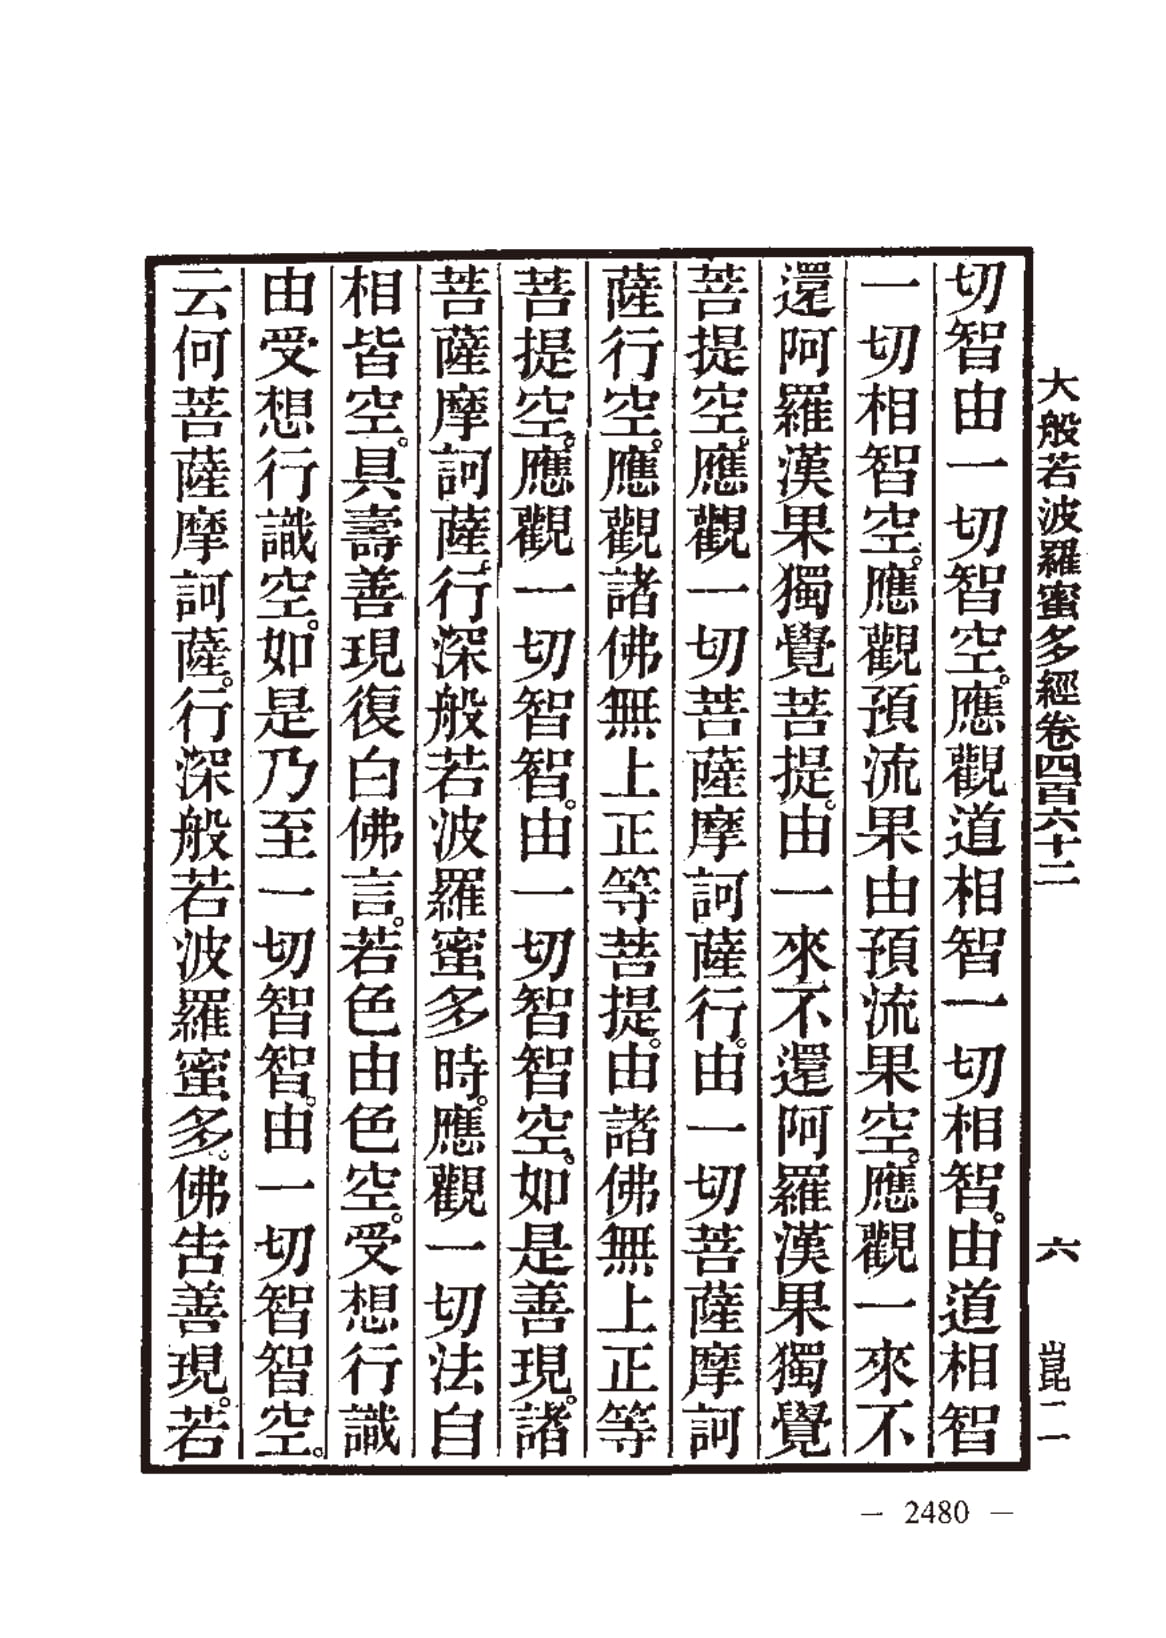 大般若波羅蜜多經卷四百六十二 六 崑二
切智由一切智空。應觀道相智一切相智。由道相智
一切相智空。應觀預流果由預流果空。應觀一來不
還阿羅漢果獨覺菩提。由一來不還阿羅漢果獨覺
菩提空。應觀一切菩薩摩訶薩行。由一切菩薩摩訶
薩行空。應觀諸佛無上正等菩提。由諸佛無上正等
菩提空。應觀一切智智。由一切智智空。如是善現。諸
菩薩摩訶薩。行深般若波羅蜜多時。應觀一切法自
相皆空。具壽善現復白佛言。若色由色空。受想行識
由受想行識空。如是乃至一切智智。由一切智智空。
云何菩薩摩訶薩。行深般若波羅蜜多。佛告善現。若
— 2480 —